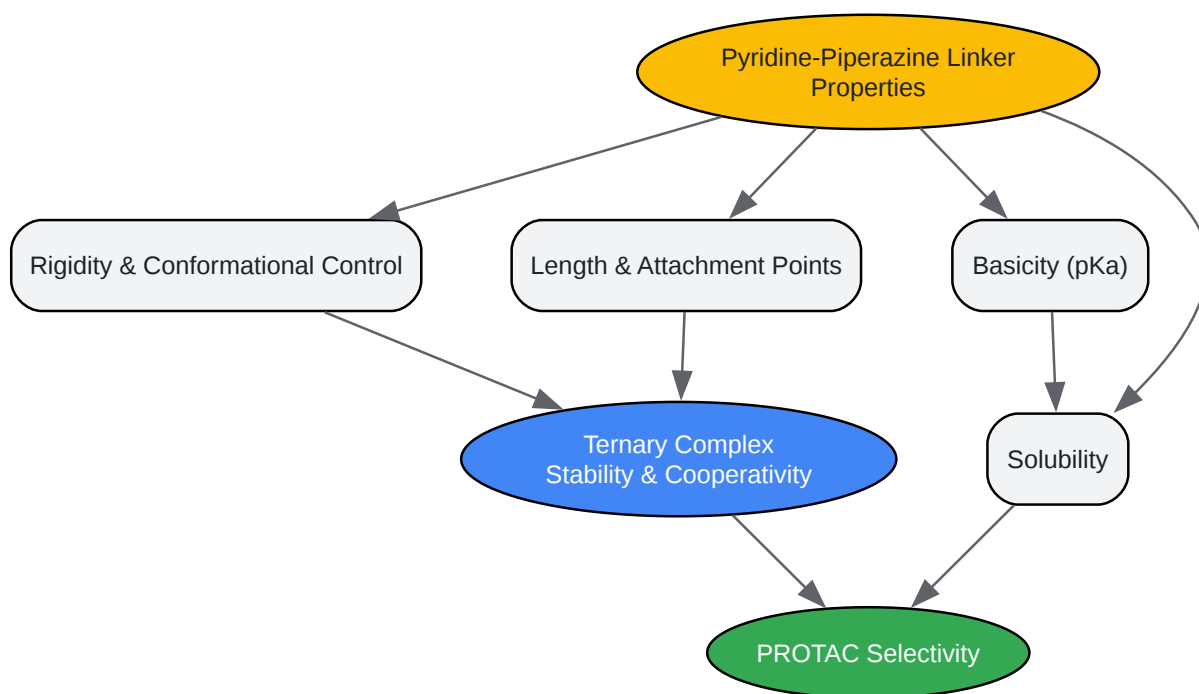 Pyridine-Piperazine Linker
Properties
Rigidity & Conformational Control
Length & Attachment Points
Basicity (pKa)
Ternary Complex
Stability & Cooperativity
Solubility
PROTAC Selectivity